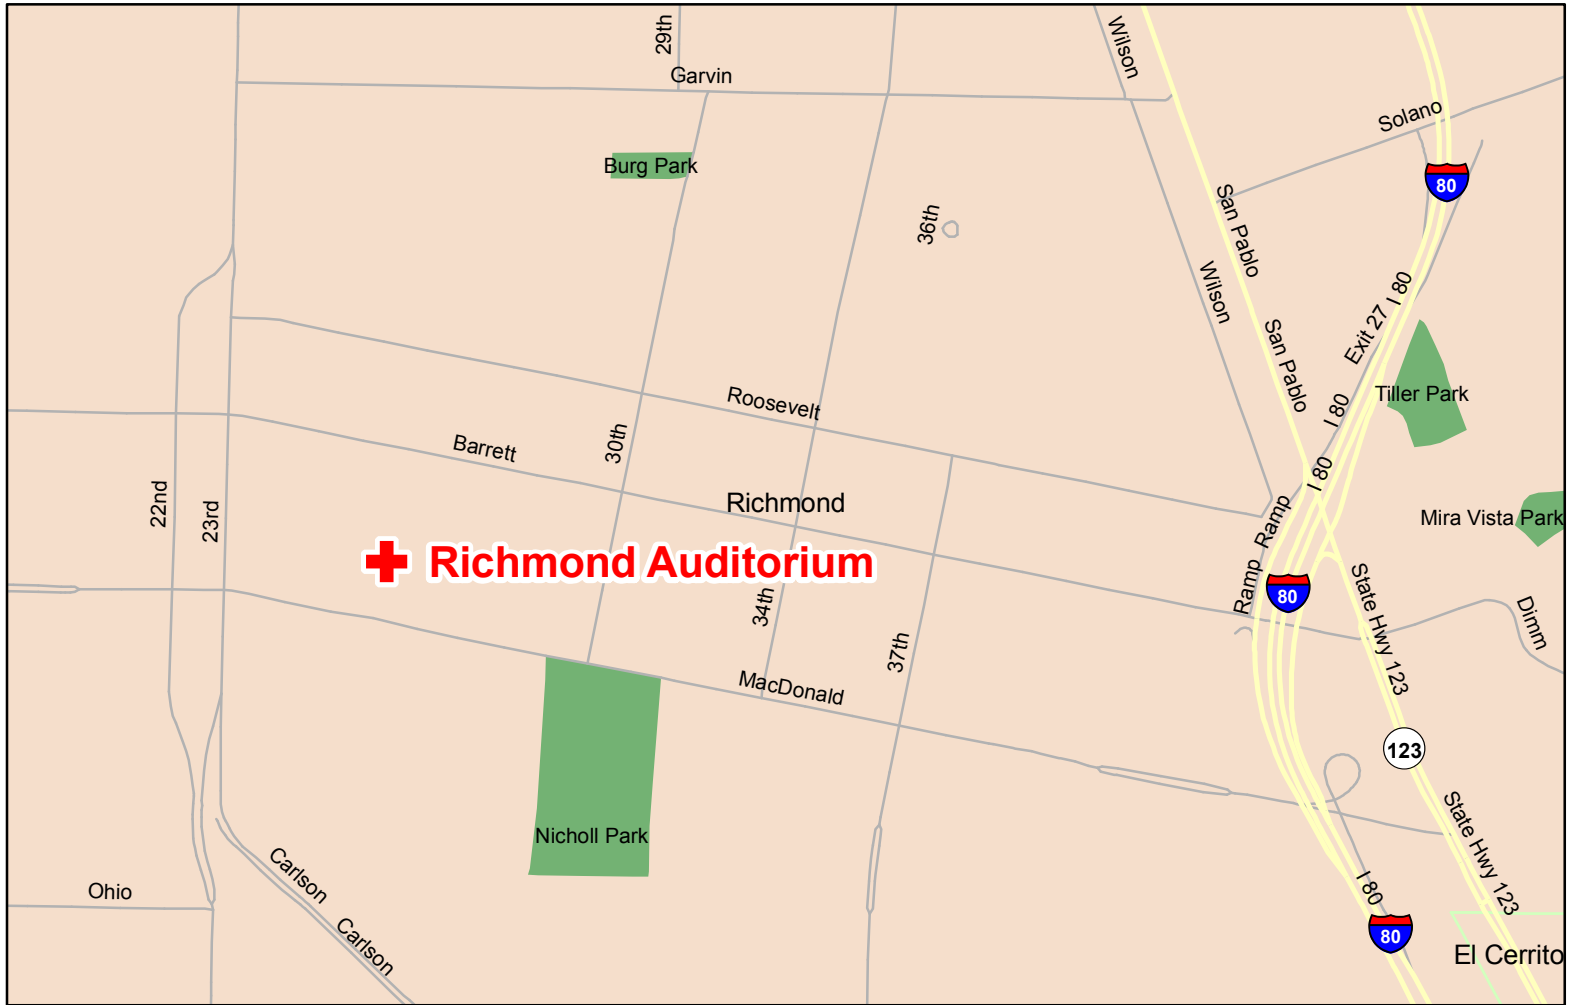 29th
Wilson
Garvin
Solano
Burg Park
80
36th
San Pablo
Wilson
I 80
Exit 27
San Pablo
Tiller Park
Roosevelt
I 80
30th
Barrett
I 80
22nd
23rd
Richmond
Ramp
Mira Vista Park
Richmond Auditorium
Ramp
80
34th
State Hwy 123
Dimm
37th
MacDonald
123
Nicholl Park
State Hwy 123
Carlson
Ohio
I 80
Carlson
80
El Cerrito